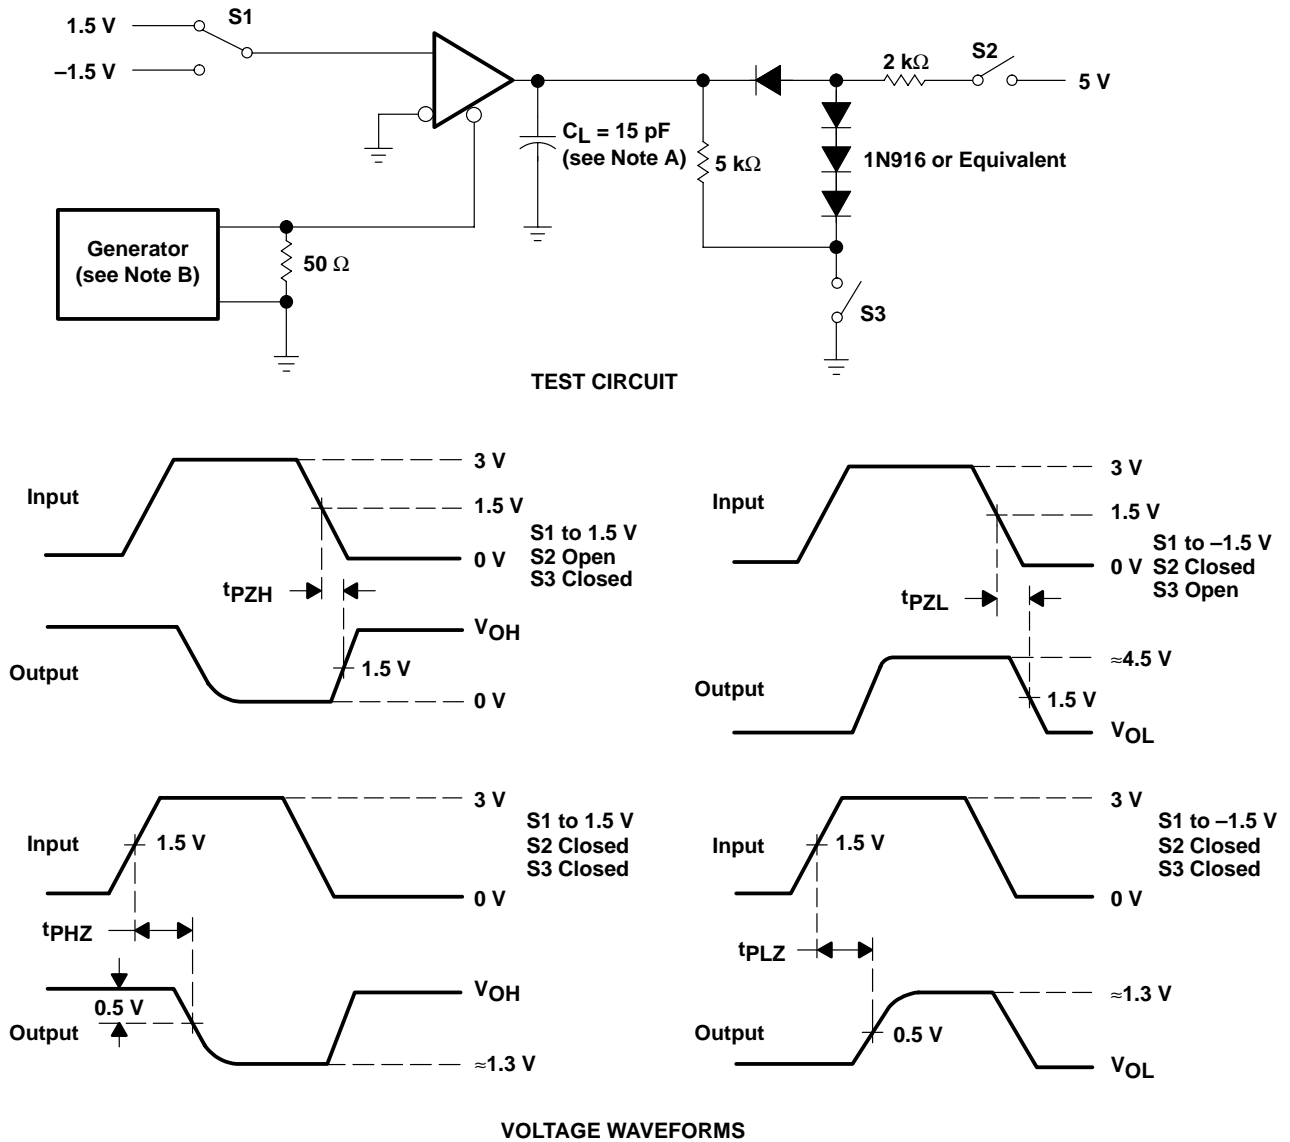 1.5 V
S1
–1.5 V
S2
2 kΩ
5 V
CL = 15 pF
(see Note A)
5 kΩ
1N916 or Equivalent
Generator
(see Note B)
50 Ω
S3
TEST CIRCUIT
Input
3 V
1.5 V
0 V
S1 to 1.5 V
S2 Open
S3 Closed
tPZH
Output
VOH
1.5 V
0 V
Input
3 V
1.5 V
0 V
S1 to –1.5 V
S2 Closed
S3 Open
tPZL
Output
≈4.5 V
1.5 V
VOL
Input
3 V
1.5 V
0 V
S1 to 1.5 V
S2 Closed
S3 Closed
tPHZ
0.5 V
Output
VOH
≈1.3 V
Input
3 V
1.5 V
0 V
S1 to –1.5 V
S2 Closed
S3 Closed
tPLZ
Output
≈1.3 V
0.5 V
VOL
VOLTAGE WAVEFORMS